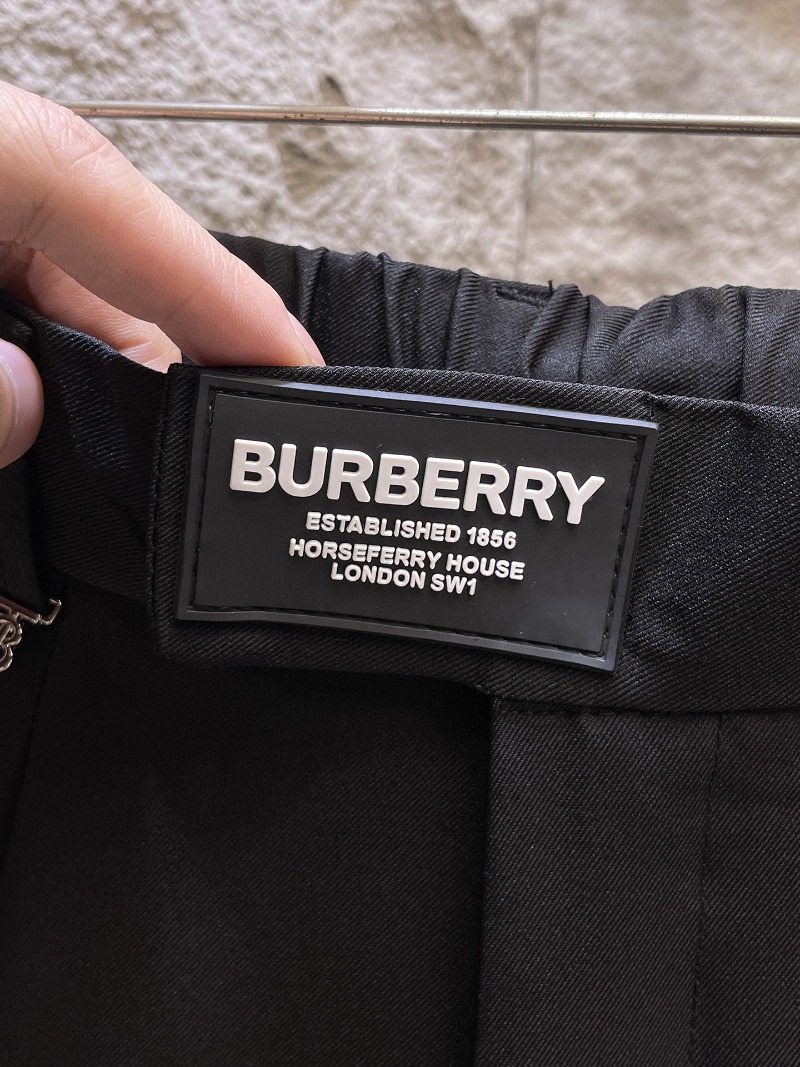 BURBERRY
ESTABLISHED 1856
HORSEFERRY HOUSE
LONDON SW1